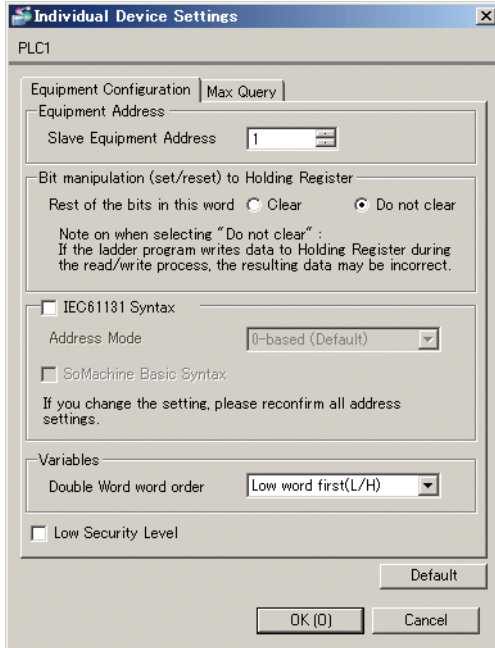 Individual Device Settings
PLC1
Equipment Configuration Max Query
Equipment Address
Slave Equipment Address 1
Bit manipulation (set/reset) to Holding Register
Rest of the bits in this word Clear Do not clear
Note on when selecting "Do not clear" :
If the ladder program writes data to Holding Register during
the read/write process, the resulting data may be incorrect.
IEC61131 Syntax
Address Mode 0-based (Default)
SoMachine Basic Syntax
If you change the setting, please reconfirm all address
settings.
Variables
Double Word word order Low word first(L/H)
Low Security Level
Default
OK (O) Cancel